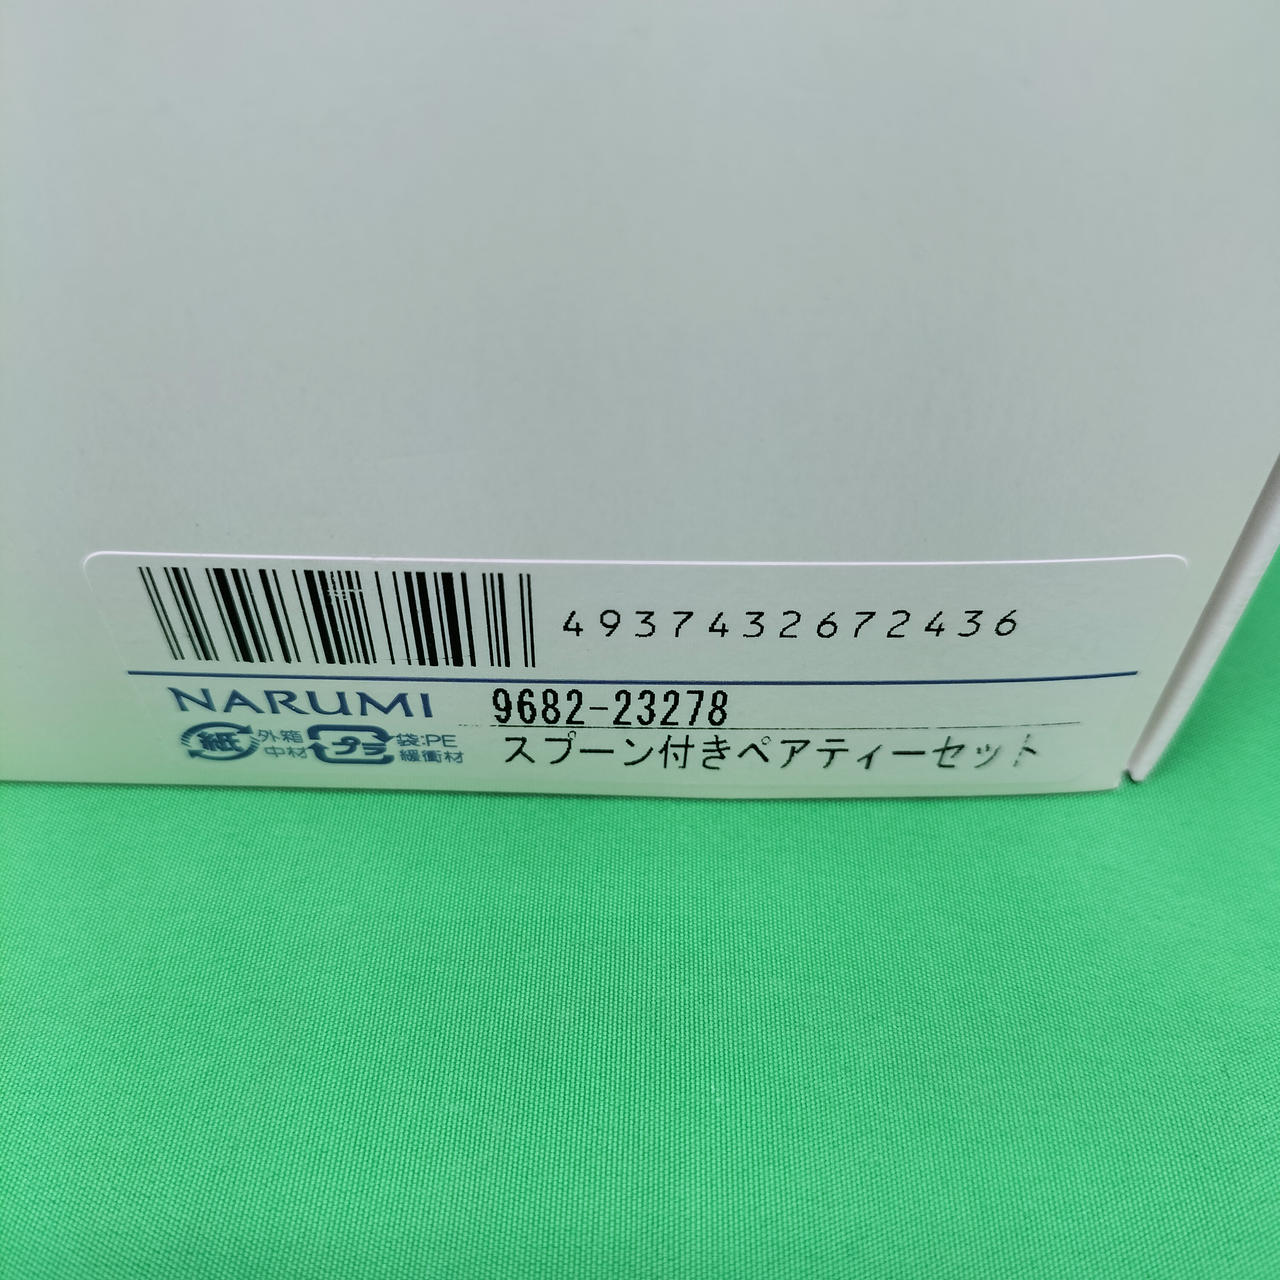 4937432672436
NARUMI 9682-23278
紙 外箱 中材 プラ 袋:PE 緩衝材
スプーン付きペアティーセット